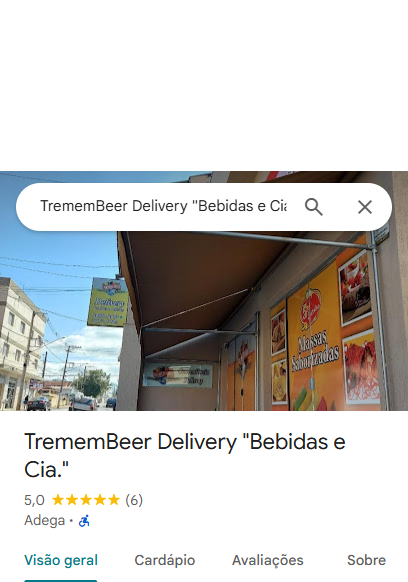 TrememBeer Delivery "Bebidas e Cia
Massas
Saborizadas
TrememBeer Delivery "Bebidas e
Cia."
5,0 (6)
Adega ·
Visão geral Cardápio Avaliações Sobre